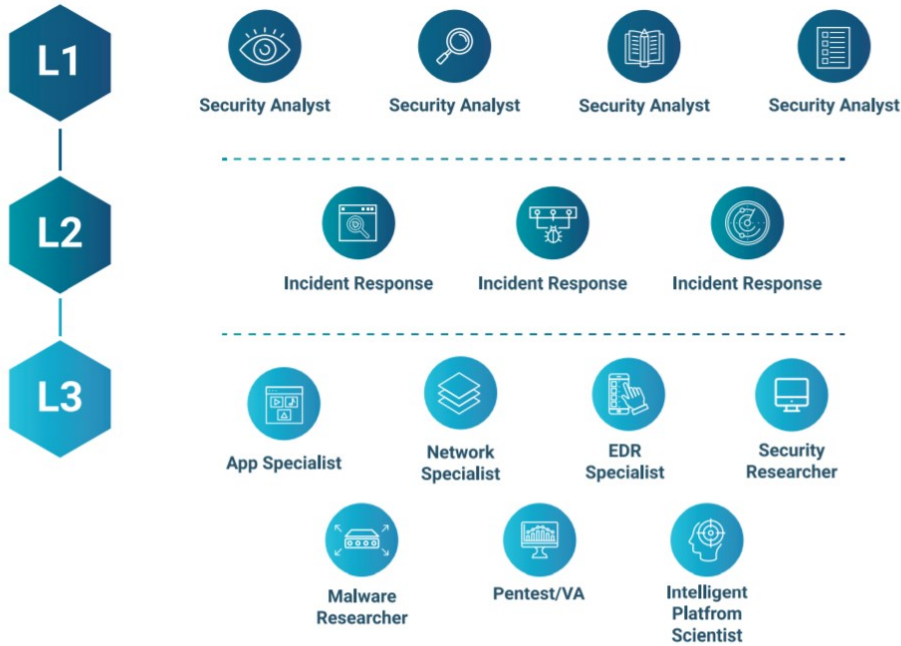 L1
Security Analyst
Security Analyst
Security Analyst
Security Analyst
L2
Incident Response
Incident Response
Incident Response
L3
App Specialist
Network
Specialist
EDR
Specialist
Security
Researcher
Malware
Researcher
Pentest/VA
Intelligent
Platfrom
Scientist